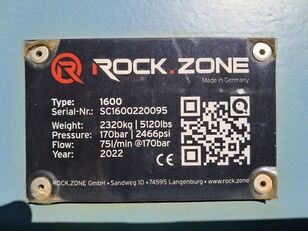 ROCK.ZONE
Made in Germany
Type: 1600
Serial-Nr.: SC1600220095
Weight: 2320kg | 5120lbs
Pressure: 170bar | 2466psi
Flow: 75l/min @170bar
Year: 2022
CE
ROCK.ZONE GmbH • Sandweg 10 • 74595 Langenburg • www.rock.zone